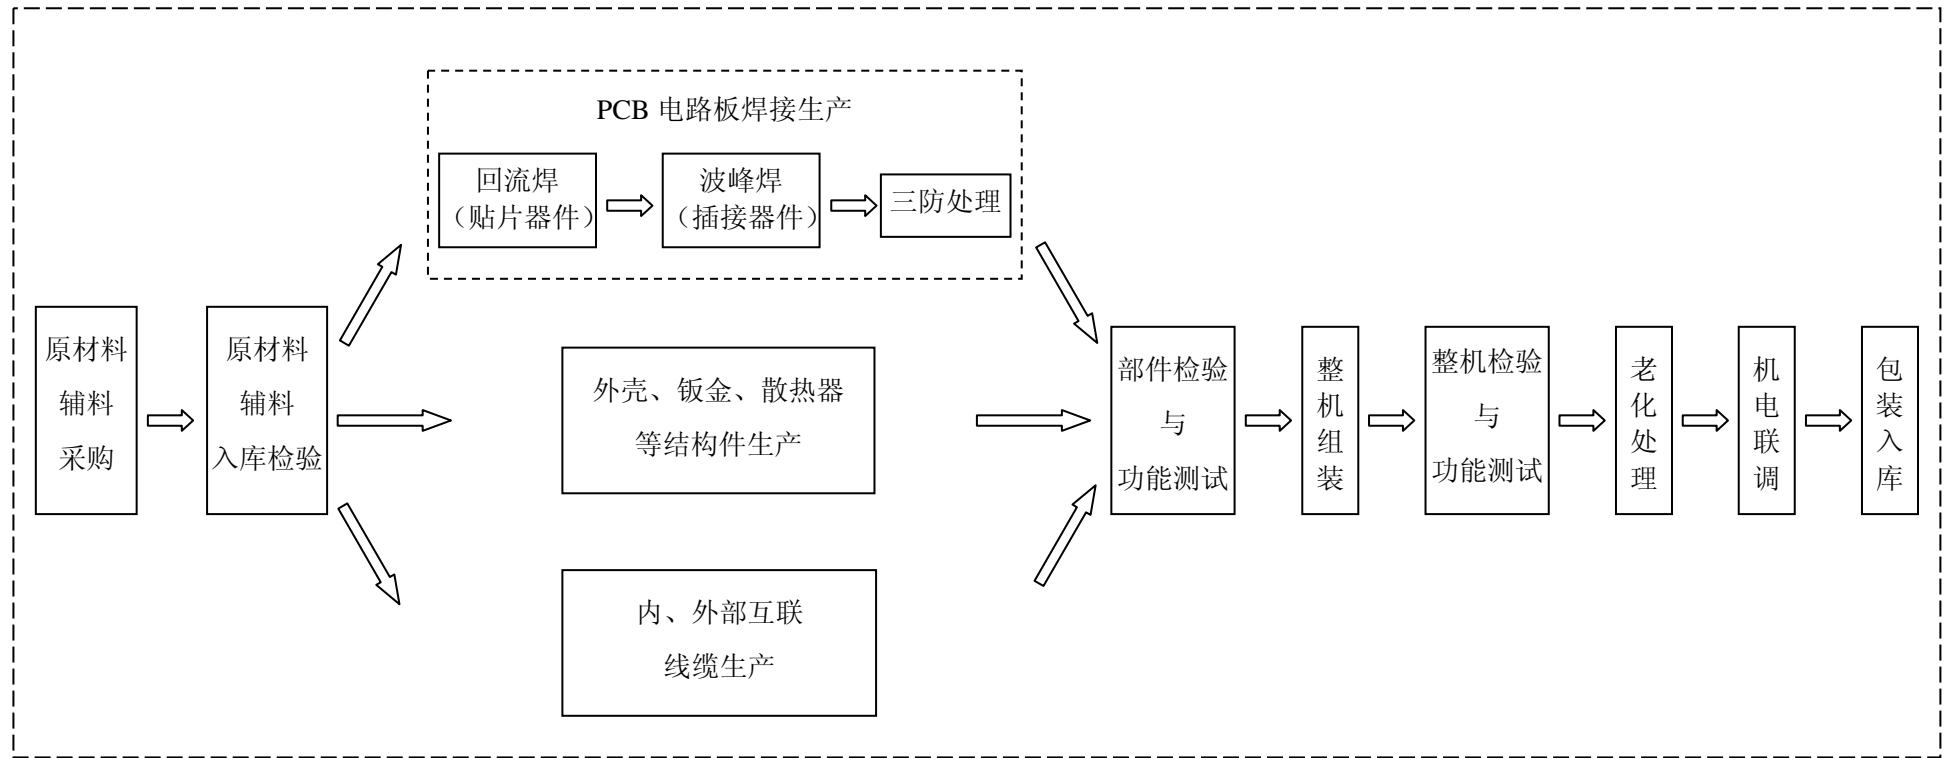 PCB 电路板焊接生产
回流焊
（贴片器件）
波峰焊
（插接器件）
三防处理
原材料
辅料
采购
原材料
辅料
入库检验
外壳、钣金、散热器
等结构件生产
内、外部互联
线缆生产
部件检验
与
功能测试
整机组装
整机检验
与
功能测试
老化处理
机电联调
包装入库